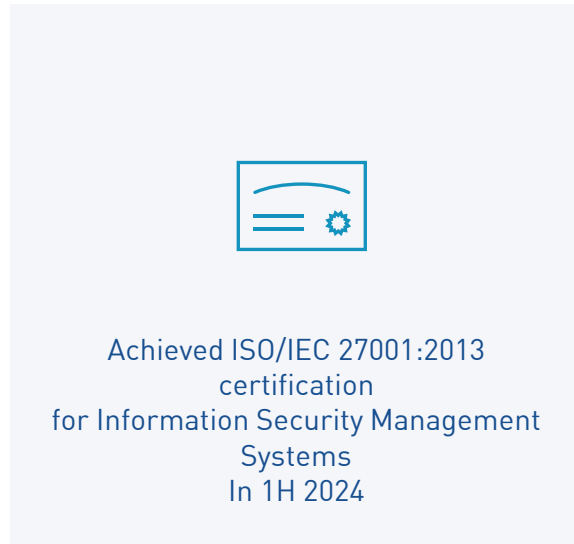 Achieved ISO/IEC 27001:2013
certification
for Information Security Management
Systems
In 1H 2024